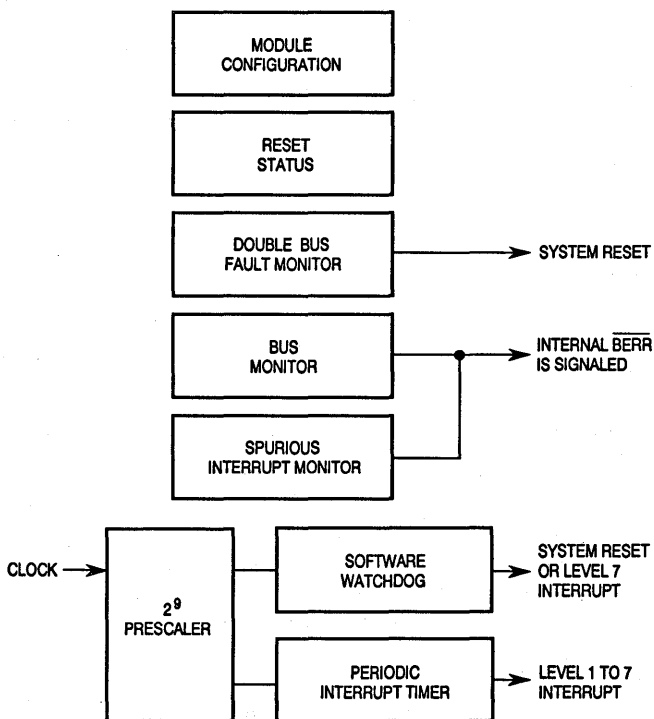 MODULE
CONFIGURATION
RESET
STATUS
DOUBLE BUS
FAULT MONITOR
SYSTEM RESET
BUS
MONITOR
INTERNAL B̅E̅R̅R̅
IS SIGNALED
SPURIOUS
INTERRUPT MONITOR
CLOCK
2⁹
PRESCALER
SOFTWARE
WATCHDOG
SYSTEM RESET
OR LEVEL 7
INTERRUPT
PERIODIC
INTERRUPT TIMER
LEVEL 1 TO 7
INTERRUPT